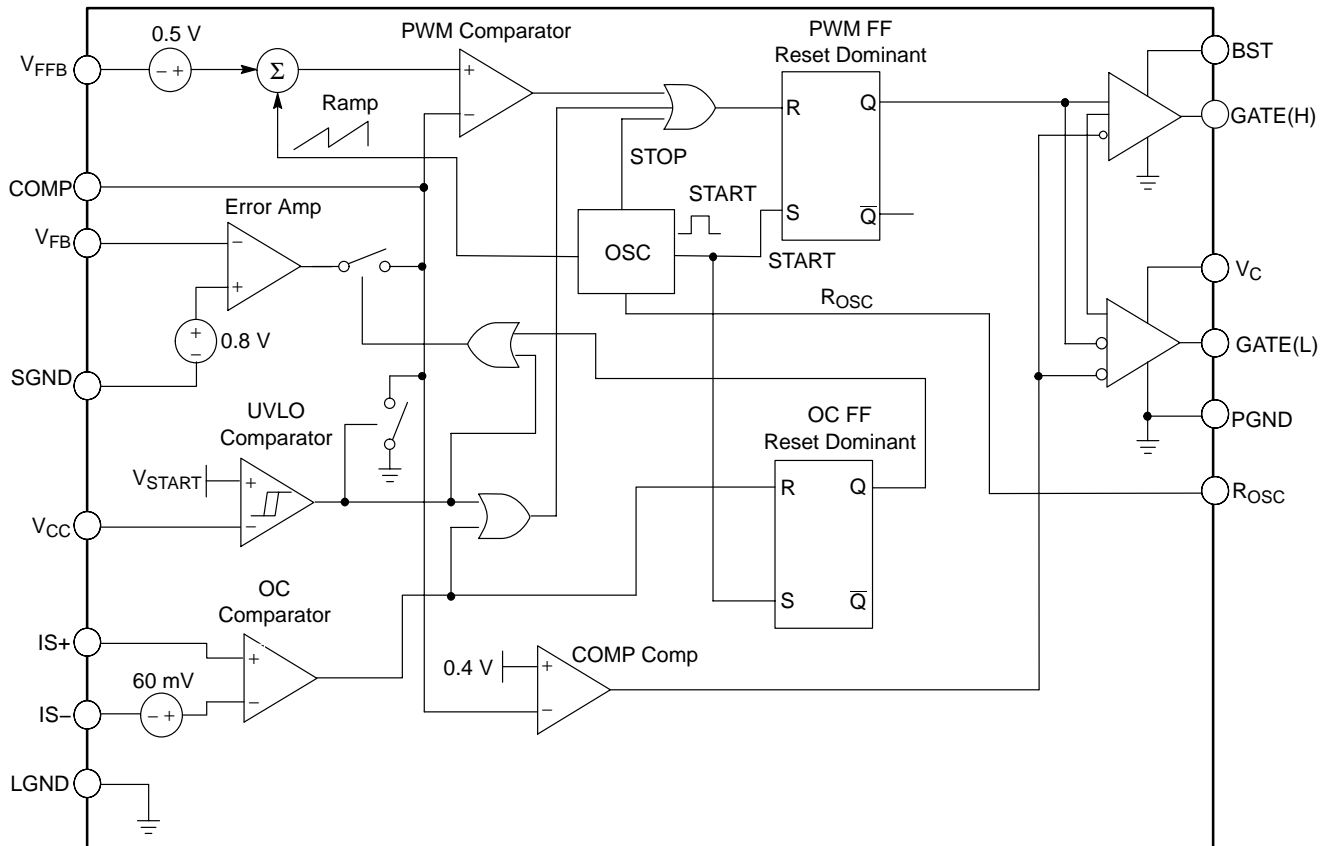 0.5 V
PWM Comparator
PWM FF
Reset Dominant
BST
VFFB
− +
Σ
+
−
Ramp
R
Q
GATE(H)
STOP
COMP
START
Error Amp
S
Q
VFB
−
OSC
START
VC
+
ROSC
+
−
0.8 V
GATE(L)
SGND
UVLO
Comparator
OC FF
Reset Dominant
PGND
VSTART
+
R
Q
ROSC
VCC
−
OC
Comparator
S
Q
IS+
+
COMP Comp
0.4 V
+
60 mV
−
IS−
− +
−
LGND